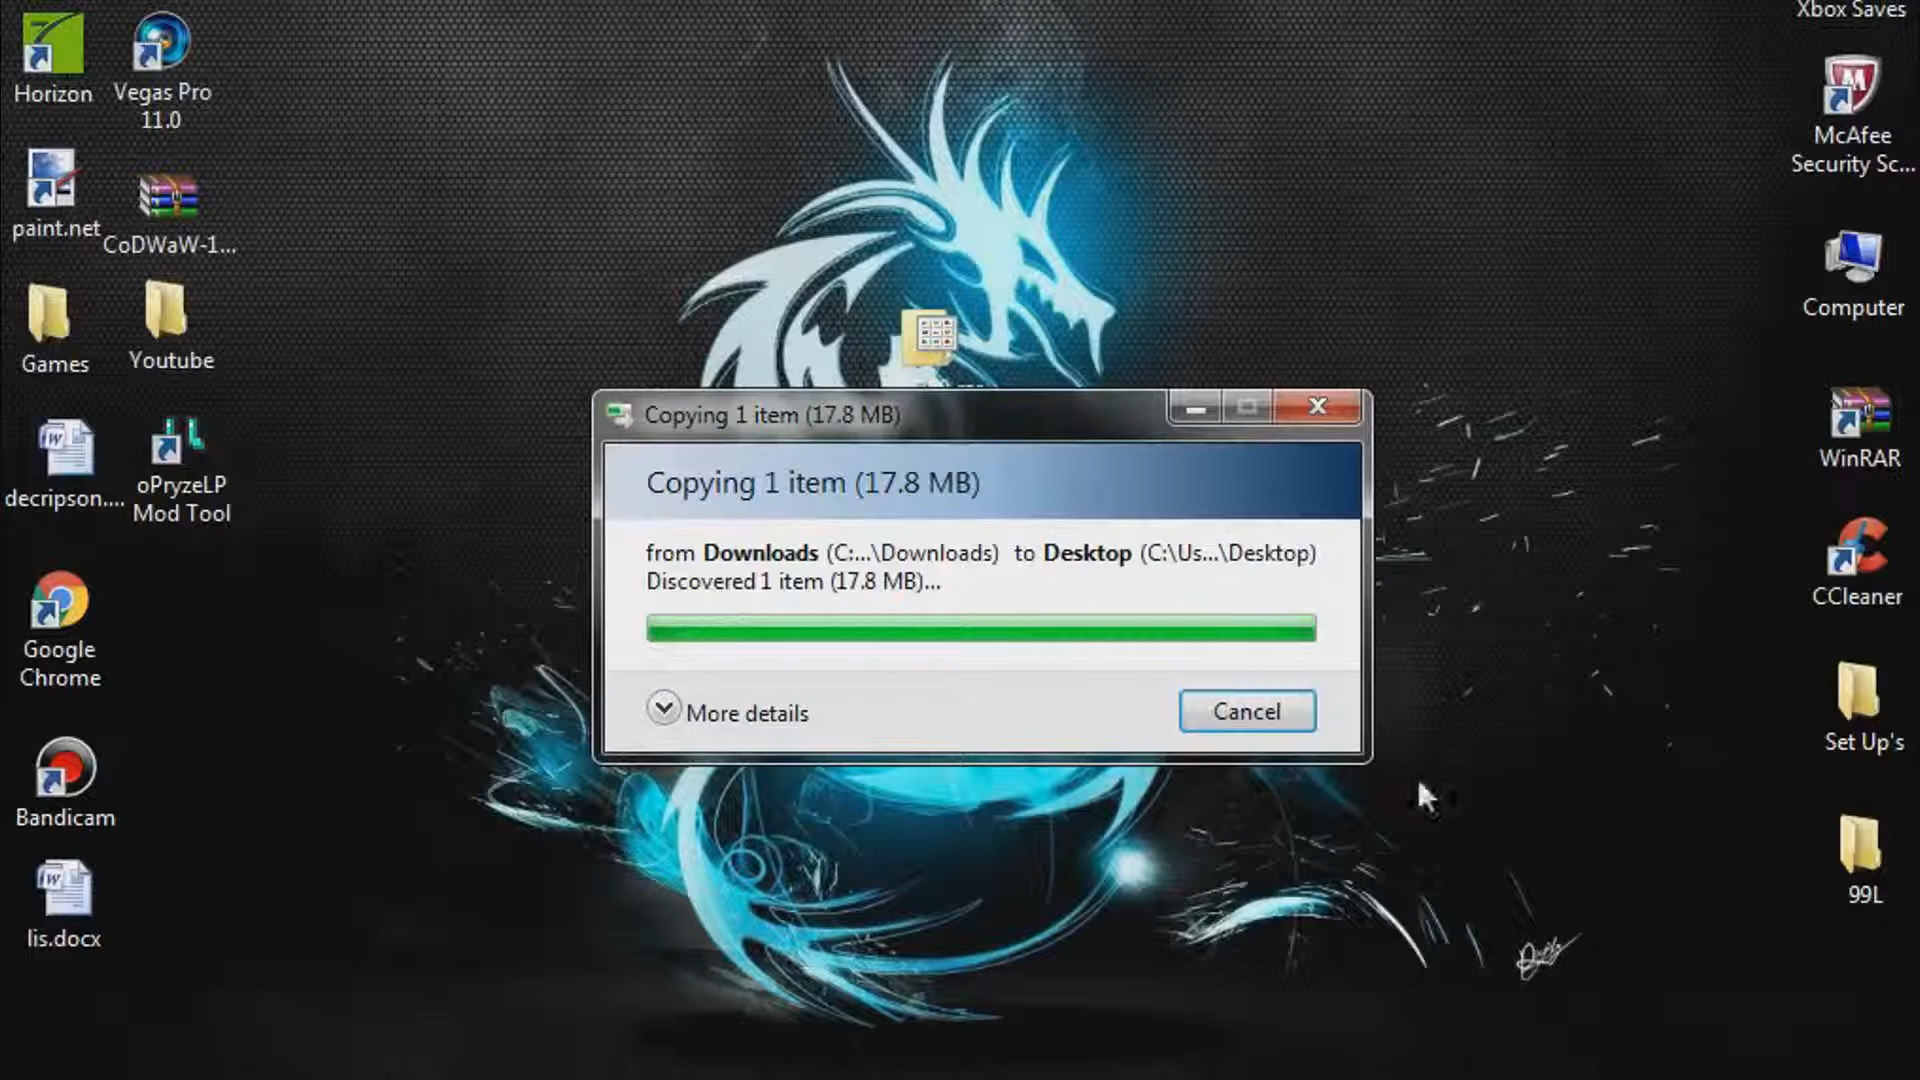 Horizon
Vegas Pro
11.0
paint.net
CoDWaW-1...
Games
Youtube
decripson....
oPryzeLP
Mod Tool
Google
Chrome
Bandicam
lis.docx
Copying 1 item (17.8 MB)
Copying 1 item (17.8 MB)
from Downloads (C:...\Downloads) to Desktop (C:\Us...\Desktop)
Discovered 1 item (17.8 MB)...
More details
Cancel
Xbox Saves
McAfee
Security Sc...
Computer
WinRAR
CCleaner
Set Up's
99L